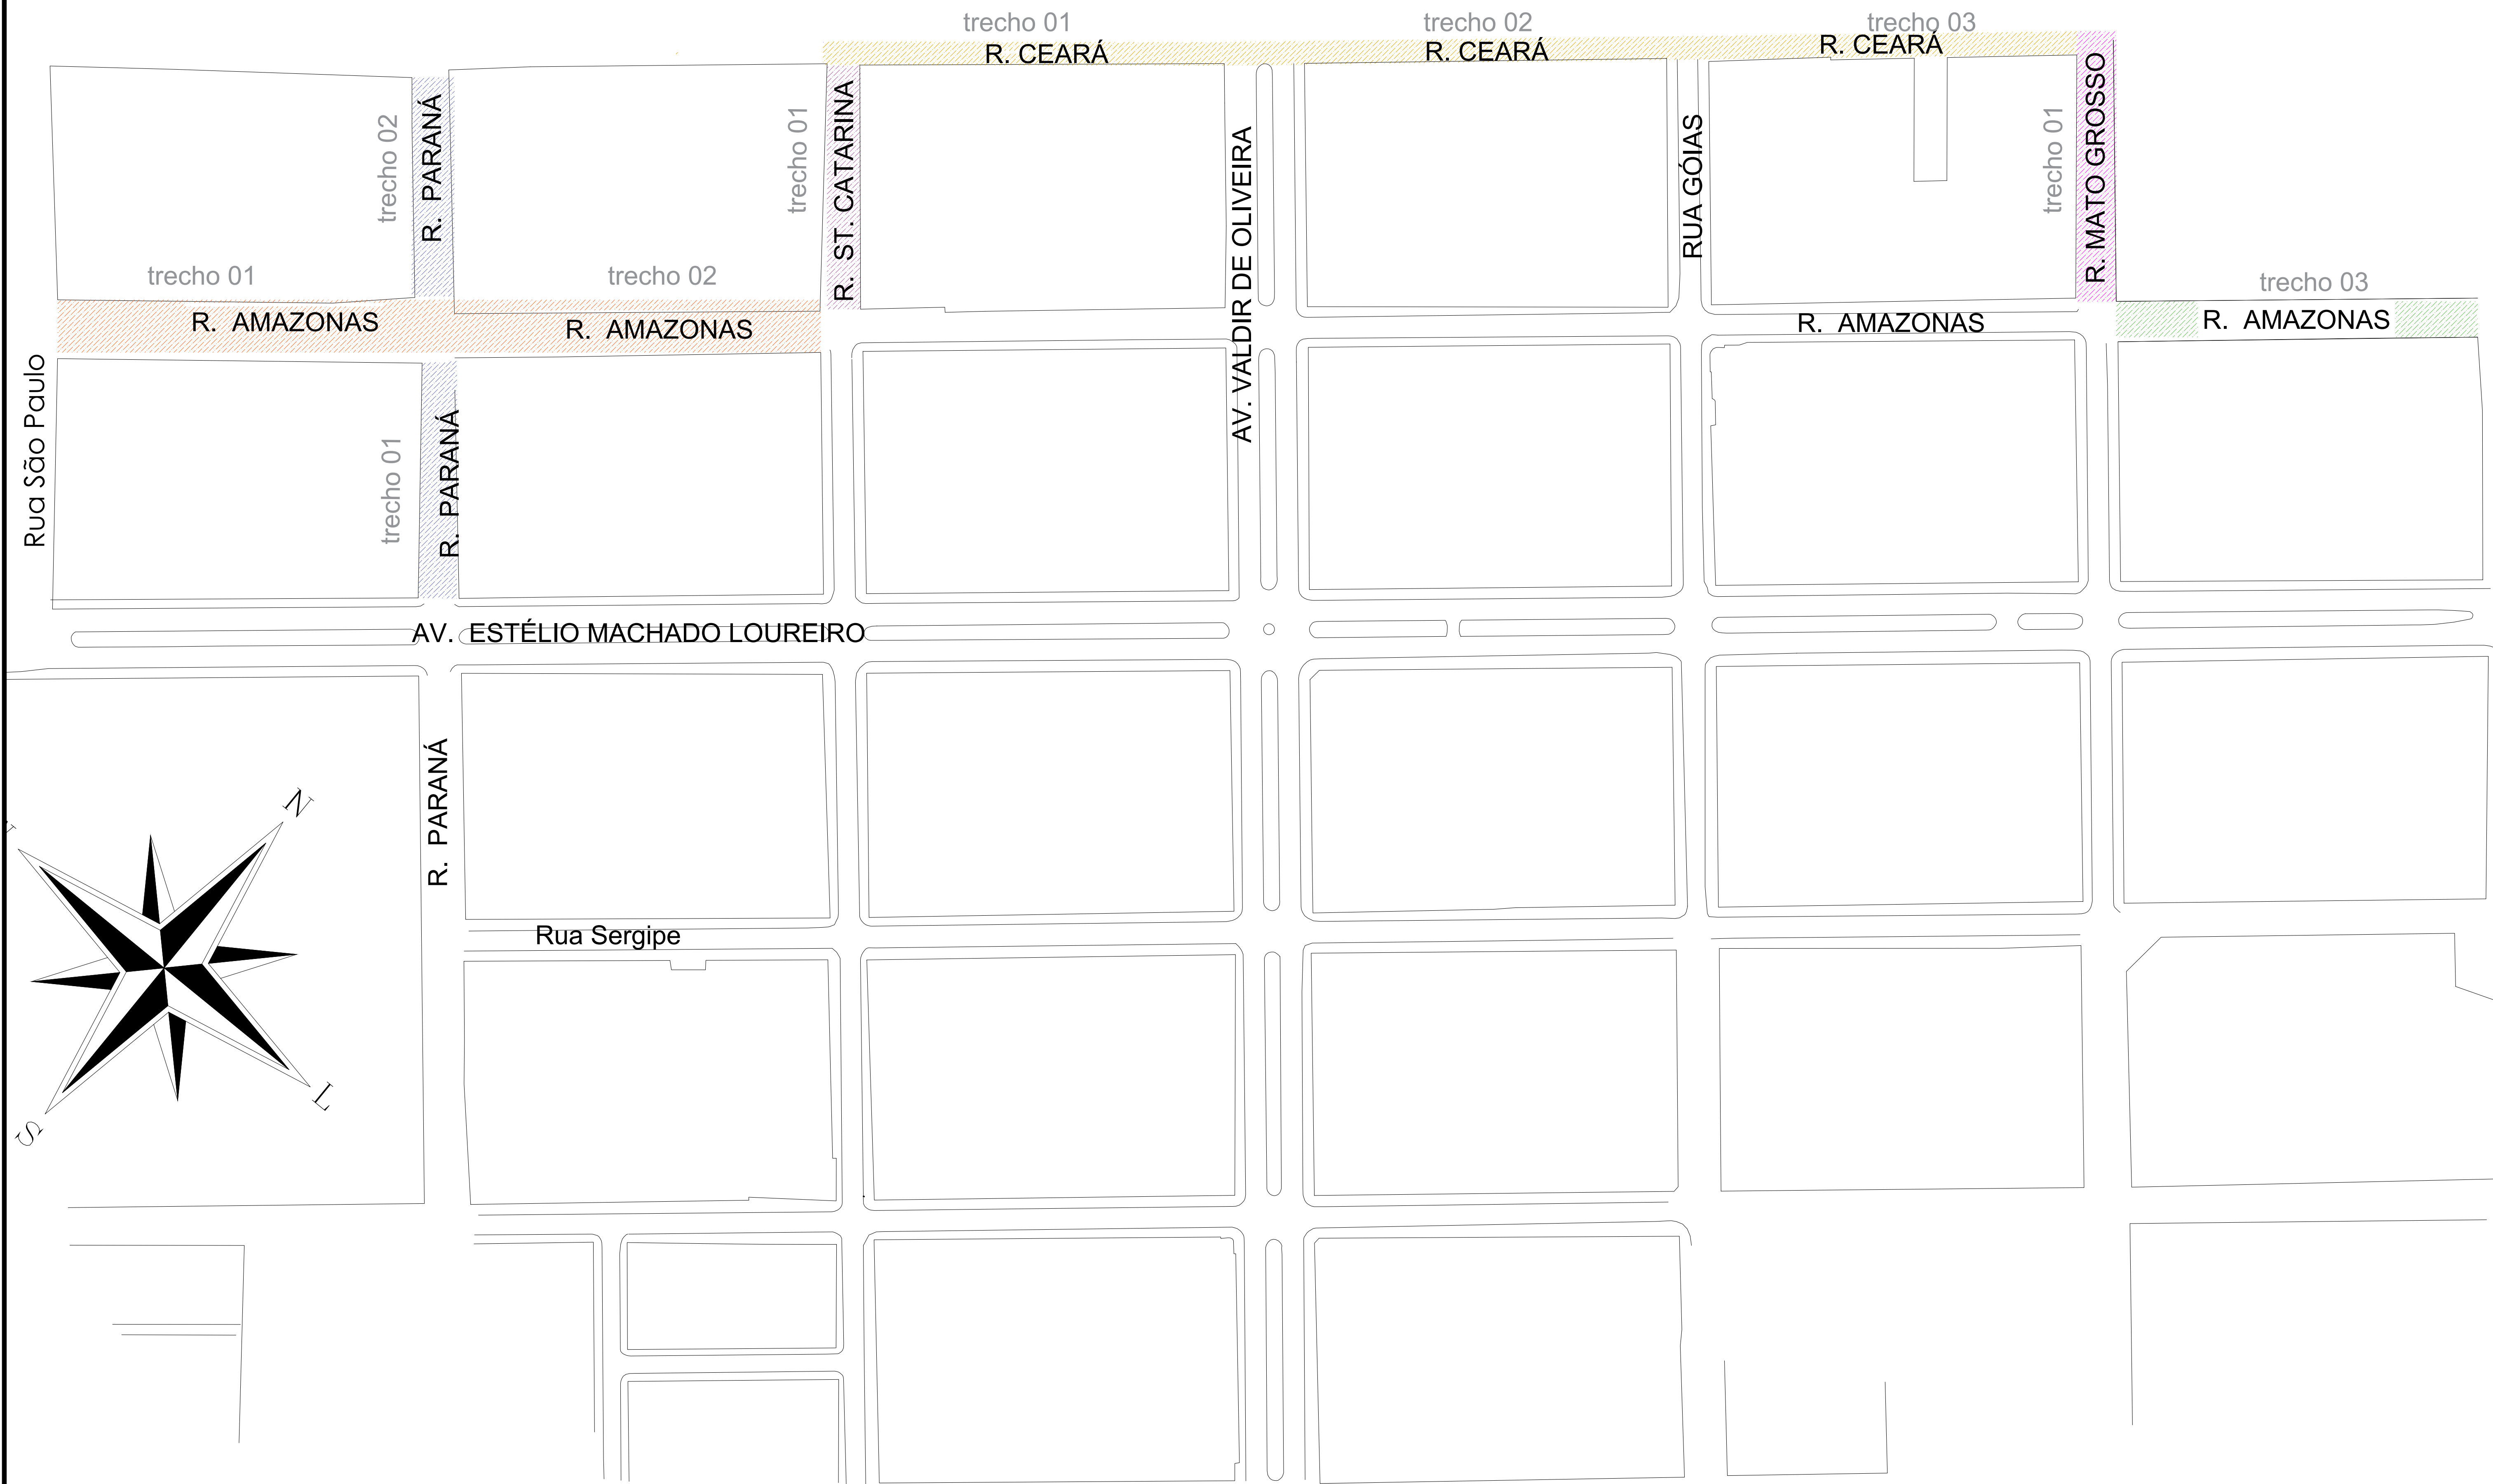 trecho 01
trecho 02
trecho 03
R. CEARÁ
R. CEARÁ
R. CEARÁ
trecho 02
R. PARANÁ
trecho 01
R. ST. CATARINA
AV. VALDIR DE OLIVEIRA
RUA GÓIAS
trecho 01
R. MATO GROSSO
trecho 01
trecho 02
trecho 03
R. AMAZONAS
R. AMAZONAS
R. AMAZONAS
R. AMAZONAS
Rua São Paulo
trecho 01
R. PARANÁ
AV. ESTÉLIO MACHADO LOUREIRO
R. PARANÁ
N
Rua Sergipe
L
S